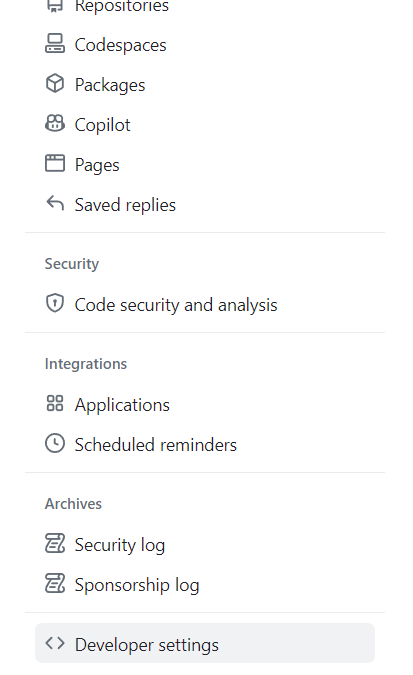 Repositories
Codespaces
Packages
Copilot
Pages
Saved replies
Security
Code security and analysis
Integrations
Applications
Scheduled reminders
Archives
Security log
Sponsorship log
Developer settings